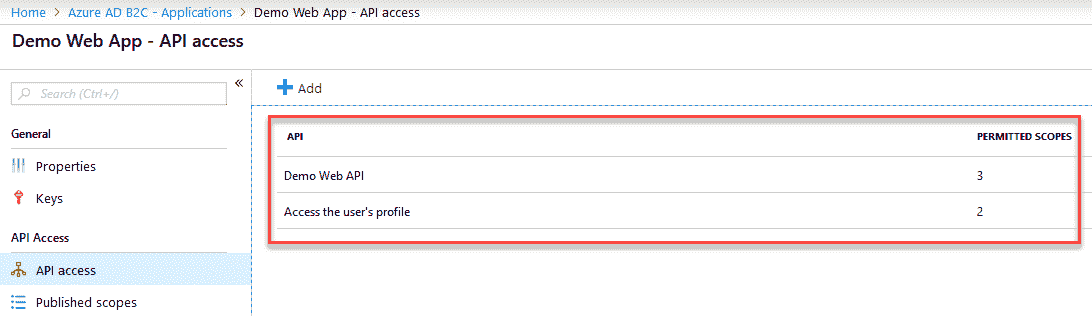 Home > Azure AD B2C - Applications > Demo Web App - API access
Demo Web App - API access
Search (Ctrl+/)
«
Add
General
Properties
Keys
API Access
API access
Published scopes
API PERMITTED SCOPES
Demo Web API 3
Access the user's profile 2